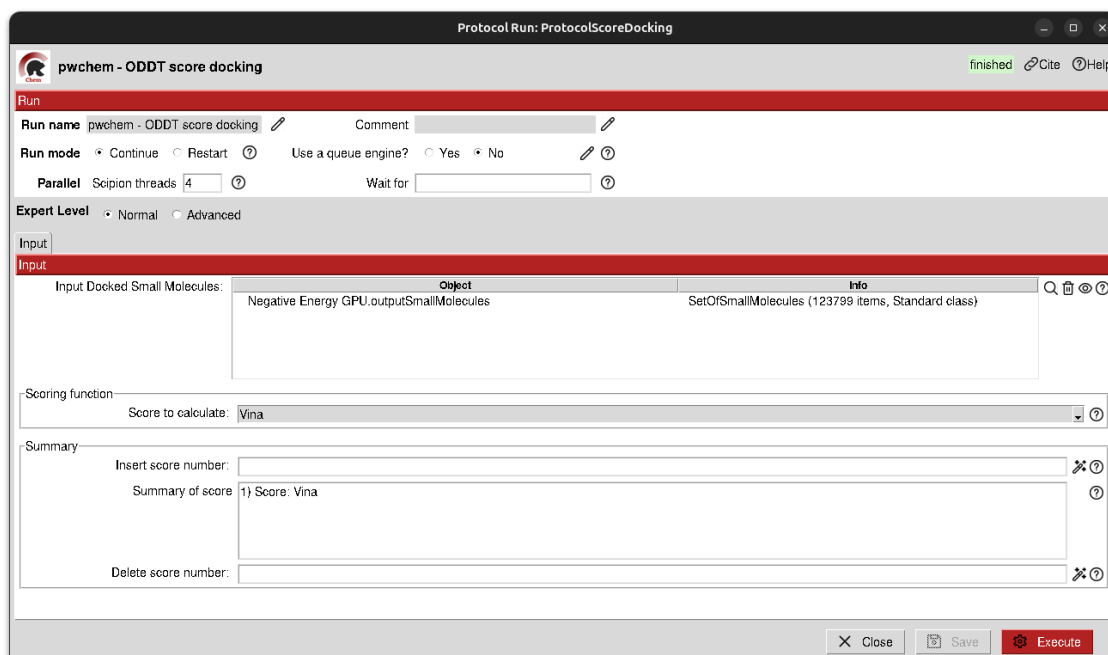 Protocol Run: ProtocolScoreDocking
Chem
pwchem - ODDT score docking
finished Cite Help
Run
Run name pwchem - ODDT score docking Comment
Run mode Continue Restart Use a queue engine? Yes No
Parallel Scipion threads 4 Wait for
Expert Level Normal Advanced
Input
Input
Input Docked Small Molecules: Object Info
Negative Energy GPU.outputSmallMolecules SetOfSmallMolecules (123799 items, Standard class)
Scoring function
Score to calculate: Vina
Summary
Insert score number:
Summary of score 1) Score: Vina
Delete score number:
Close Save Execute